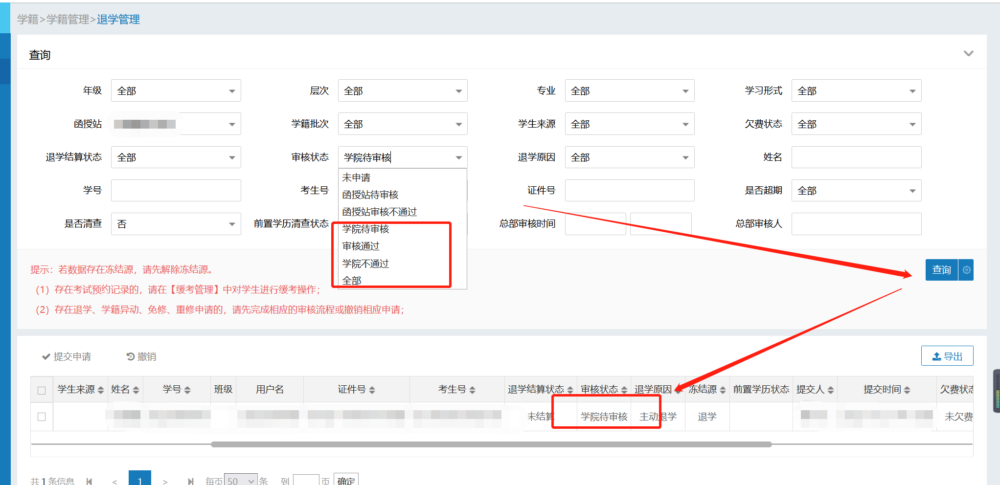 学籍>学籍管理>退学管理
查询
年级 全部 层次 全部 专业 全部 学习形式 全部
函授站 学籍批次 全部 学生来源 全部 欠费状态 全部
退学结算状态 全部 审核状态 学院待审核 退学原因 全部 姓名
学号 考生号 证件号 是否超期 全部
是否清查 否 前置学历清查状态 总部审核时间 总部审核人
未申请
函授站待审核
函授站审核不通过
学院待审核
审核通过
学院不通过
全部
提示：若数据存在冻结源，请先解除冻结源。
（1）存在考试预约记录的，请在【缓考管理】中对学生进行缓考操作；
（2）存在退学、学籍异动、免修、重修申请的，请先完成相应的审核流程或撤销相应申请；
查询
提交申请 撤销 导出
学生来源 姓名 学号 班级 用户名 证件号 考生号 退学结算状态 审核状态 退学原因 冻结源 前置学历状态 提交人 提交时间 欠费状态
未结算 学院待审核 主动退学 退学 未欠费
共1条信息 < 1 > 每页 50 条 到 页 确定